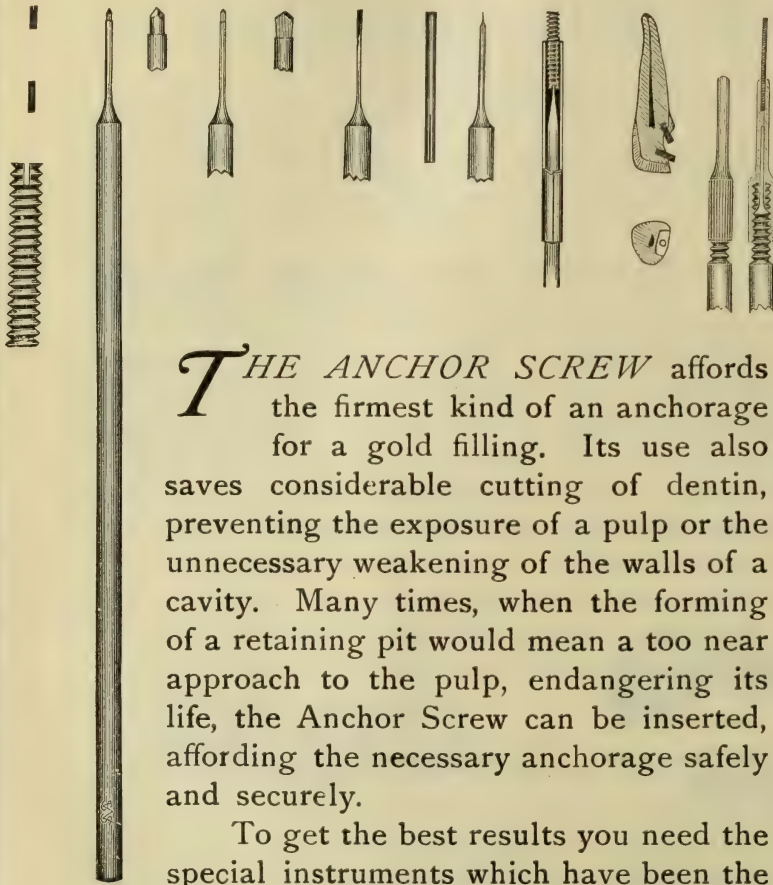 THE ANCHOR SCREW affords
the firmest kind of an anchorage
for a gold filling. Its use also
saves considerable cutting of dentin,
preventing the exposure of a pulp or the
unnecessary weakening of the walls of a
cavity. Many times, when the forming
of a retaining pit would mean a too near
approach to the pulp, endangering its
life, the Anchor Screw can be inserted,
affording the necessary anchorage safely
and securely.
To get the best results you need the
special instruments which have been the